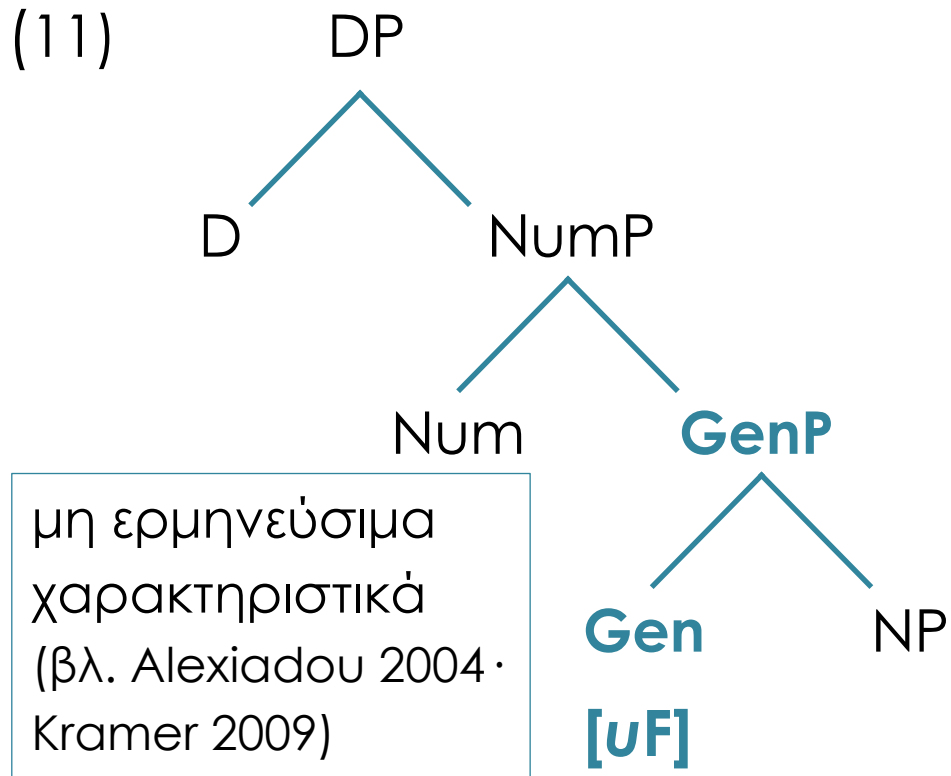 (11) DP
D NumP
Num GenP
μη ερμηνεύσιμα
χαρακτηριστικά
(βλ. Alexiadou 2004·
Kramer 2009)
Gen NP
[uF]